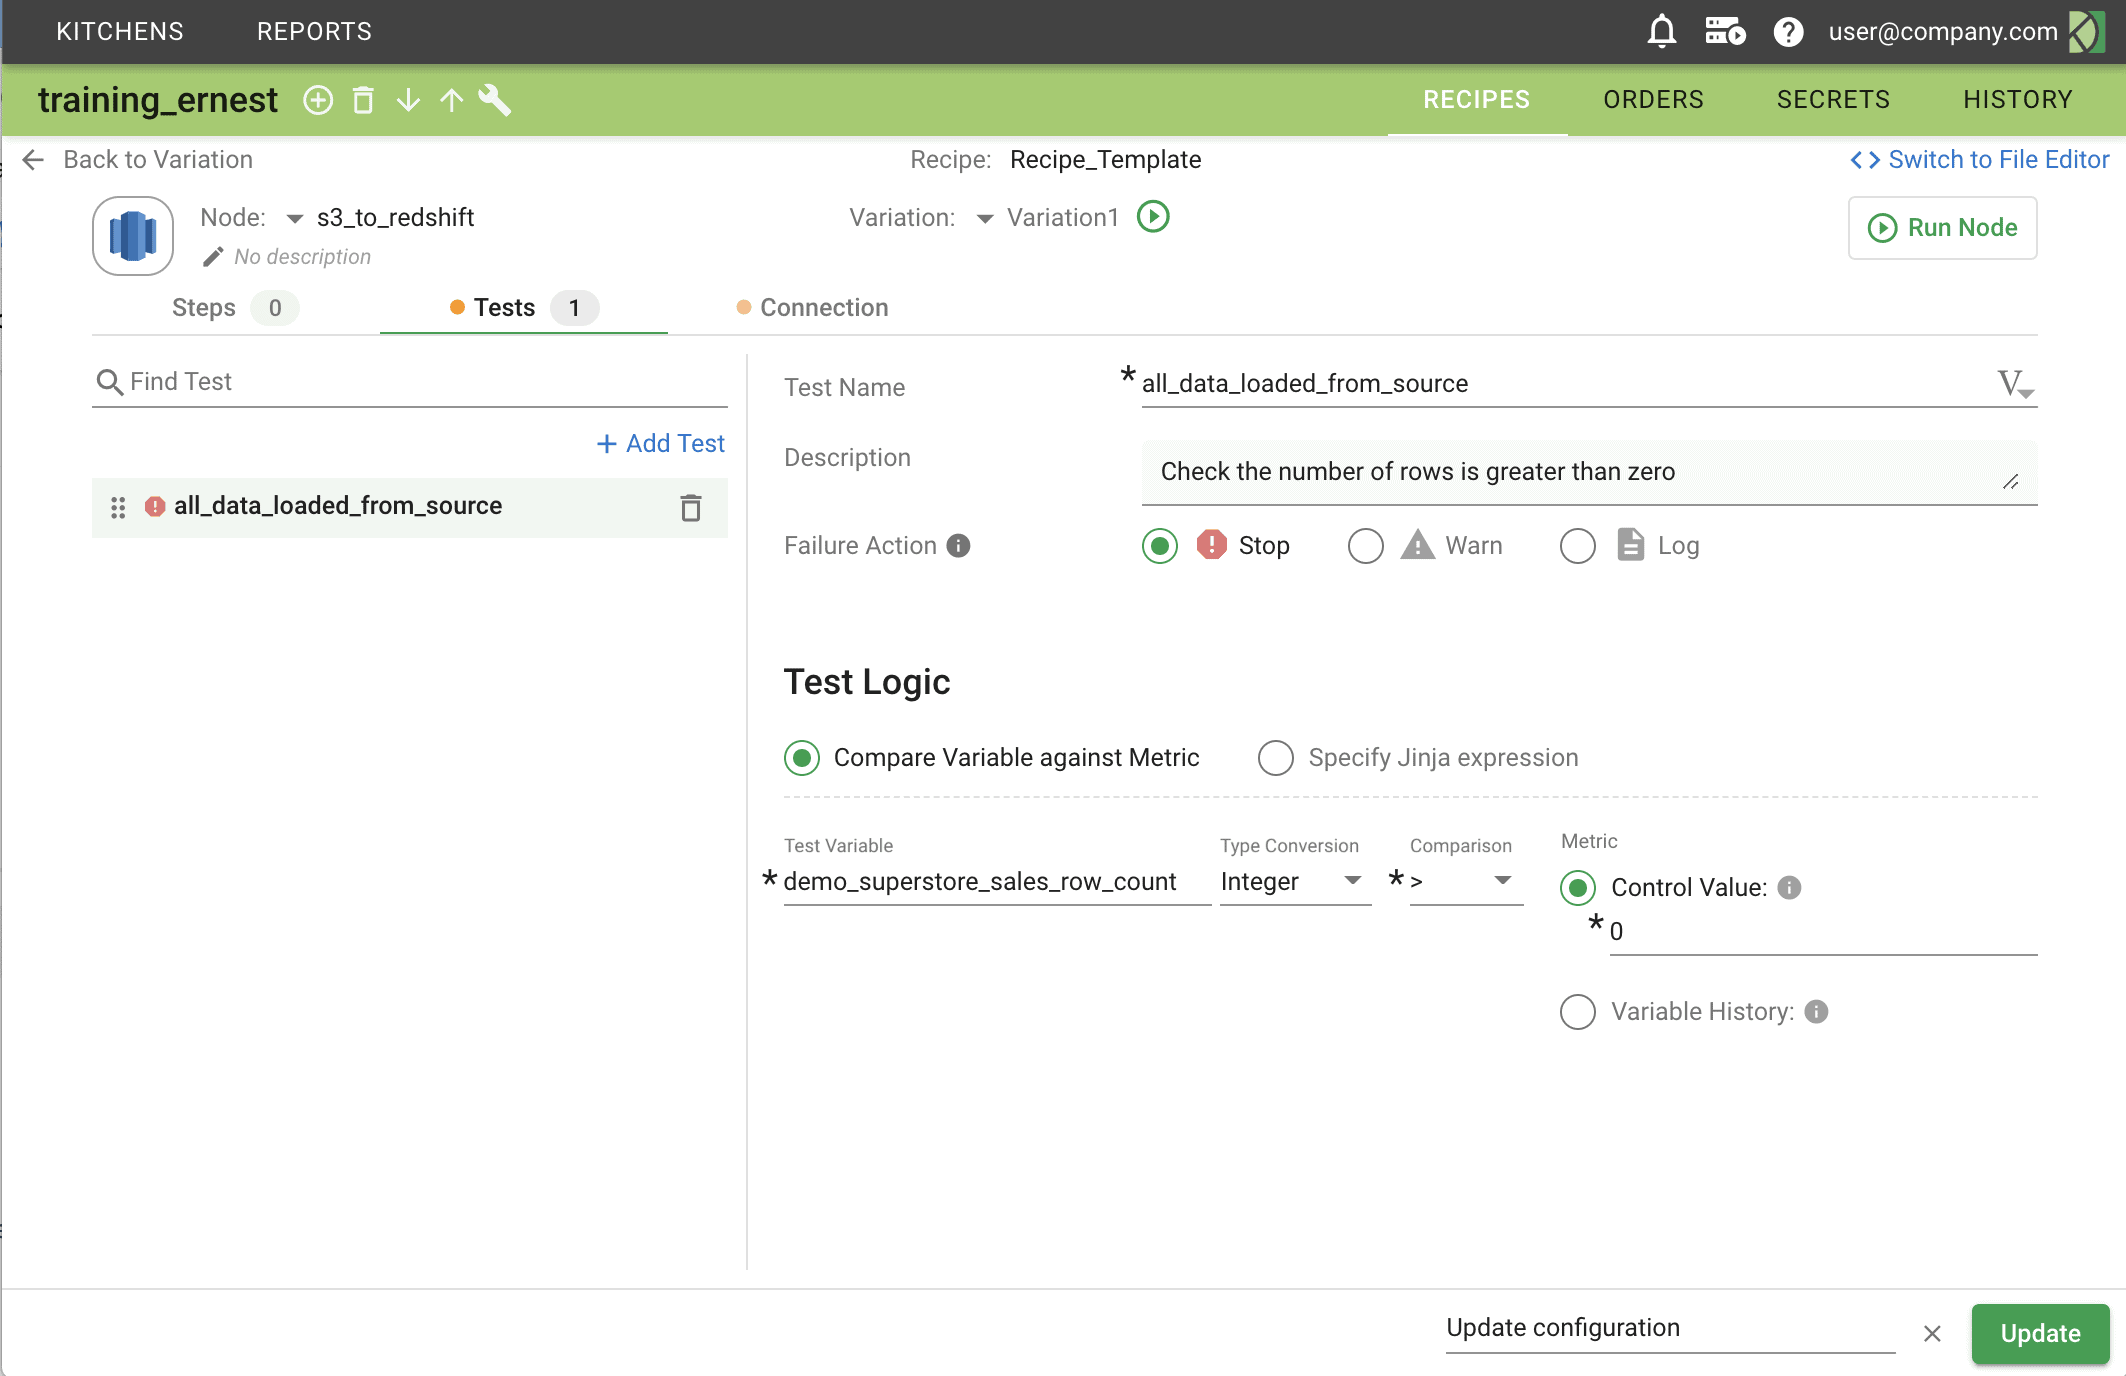 KITCHENS REPORTS user@company.com
training_ernest RECIPES ORDERS SECRETS HISTORY
Back to Variation Recipe: Recipe_Template <> Switch to File Editor
Node: s3_to_redshift Variation: Variation1 Run Node
No description
Steps 0 Tests 1 Connection
Find Test
+ Add Test
all_data_loaded_from_source
Test Name * all_data_loaded_from_source V
Description Check the number of rows is greater than zero
Failure Action Stop Warn Log
Test Logic
Compare Variable against Metric Specify Jinja expression
Test Variable Type Conversion Comparison Metric
* demo_superstore_sales_row_count Integer * > Control Value:
* 0
Variable History:
Update configuration Update